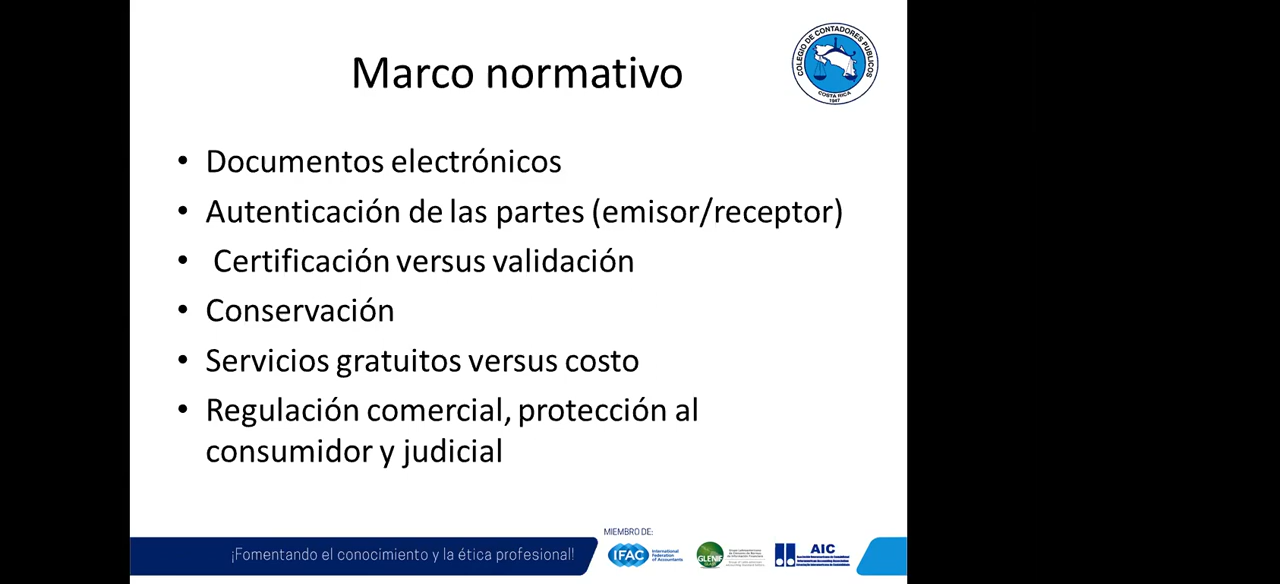 Marco normativo
COLEGIO DE CONTADORES PUBLICOS
COSTA RICA
1947
• Documentos electrónicos
• Autenticación de las partes (emisor/receptor)
• Certificación versus validación
• Conservación
• Servicios gratuitos versus costo
• Regulación comercial, protección al
consumidor y judicial
MIEMBRO DE:
¡Fomentando el conocimiento y la ética profesional!
IFAC
International
Federation
of Accountants
GLENIF
AIC